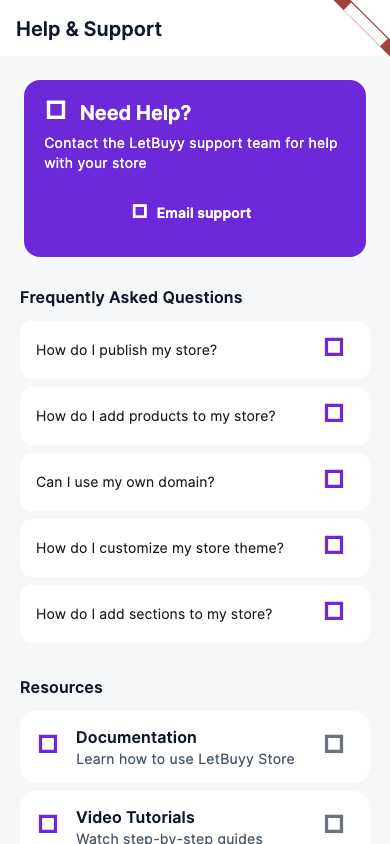 Help & Support
Need Help?
Contact the LetBuyy support team for help
with your store
Email support
Frequently Asked Questions
How do I publish my store?
How do I add products to my store?
Can I use my own domain?
How do I customize my store theme?
How do I add sections to my store?
Resources
Documentation
Learn how to use LetBuyy Store
Video Tutorials
Watch step-by-step guides